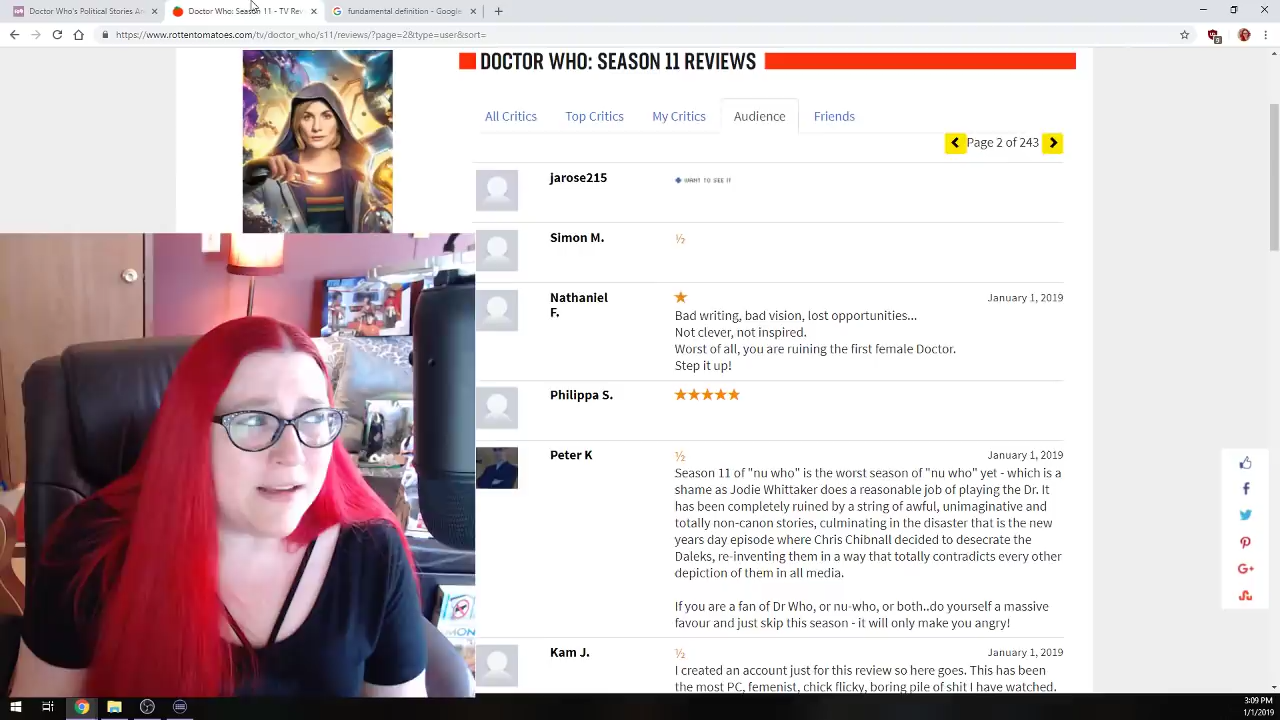 Doctor Who's Political Stories Ar
Doctor Who: Season 11 - TV Rev
fundamental definition - Google
https://www.rottentomatoes.com/tv/doctor_who/s11/reviews/?page=2&type=user&sort=
DOCTOR WHO: SEASON 11 REVIEWS
All Critics
Top Critics
My Critics
Audience
Friends
Page 2 of 243
jarose215
WANT TO SEE IT
Simon M.
½
Nathaniel
F.
January 1, 2019
Bad writing, bad vision, lost opportunities...
Not clever, not inspired.
Worst of all, you are ruining the first female Doctor.
Step it up!
Philippa S.
Peter K
½
January 1, 2019
Season 11 of "nu who" is the worst season of "nu who" yet - which is a
shame as Jodie Whittaker does a reasonable job of playing the Dr. It
has been completely ruined by a string of awful, unimaginative and
totally non-canon stories, culminating in the disaster that is the new
years day episode where Chris Chibnall decided to desecrate the
Daleks, re-inventing them in a way that totally contradicts every other
depiction of them in all media.
If you are a fan of Dr Who, or nu-who, or both..do yourself a massive
favour and just skip this season - it will only make you angry!
Kam J.
½
January 1, 2019
I created an account just for this review so here goes. This has been
the most PC, femenist, chick flicky, boring pile of shit I have watched.
3:09 PM
1/1/2019